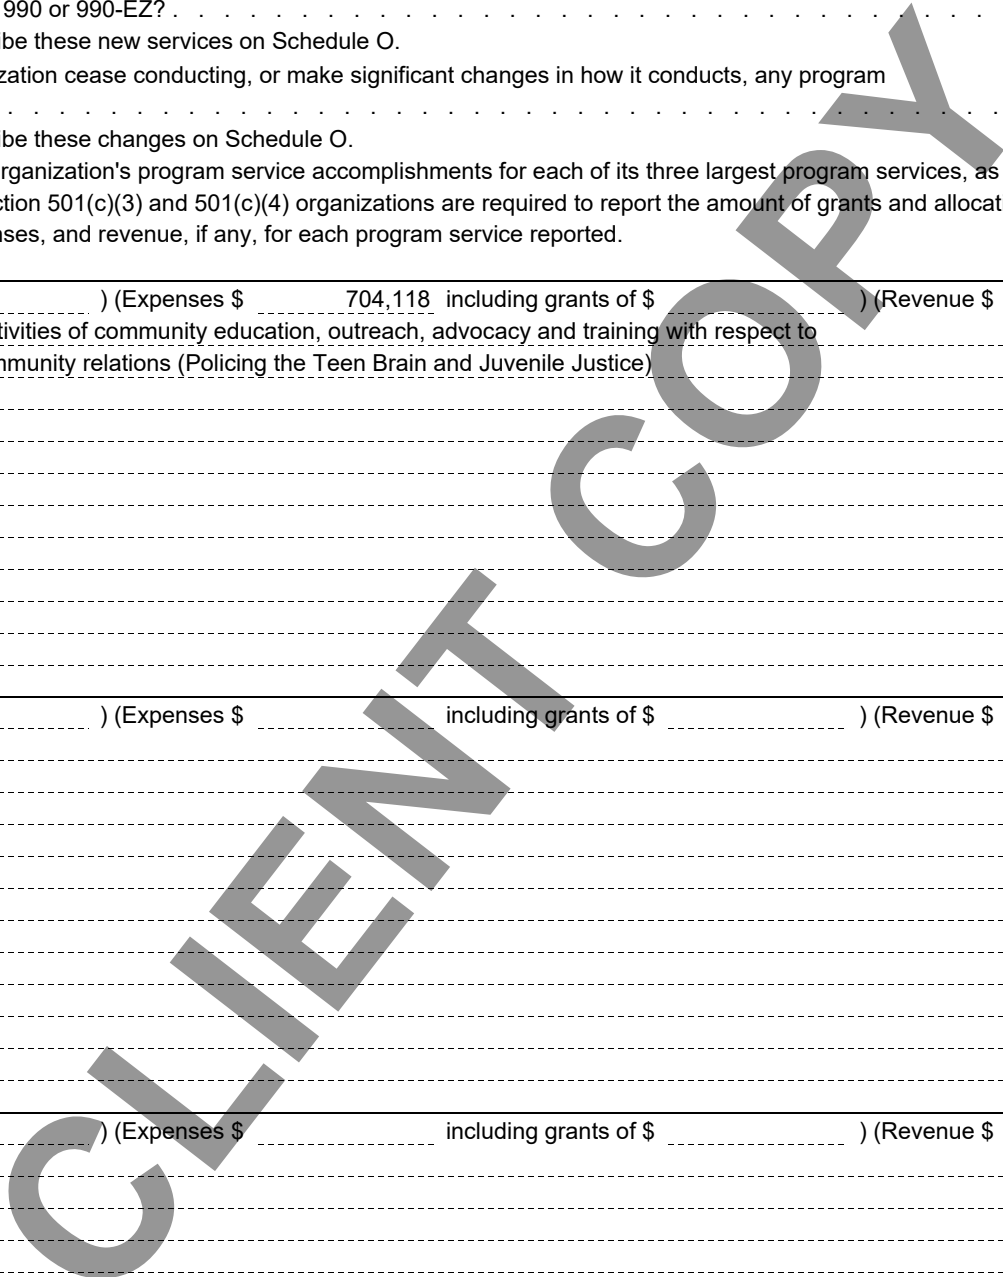 990 or 990-EZ? . . . . . . . . . . . . . . . . . . . . . . . . . . . . . . . . .
ibe these new services on Schedule O.
zation cease conducting, or make significant changes in how it conducts, any program
. . . . . . . . . . . . . . . . . . . . . . . . . . . . . . . . . . . . . . . . . .
ibe these changes on Schedule O.
rganization's program service accomplishments for each of its three largest program services, as
ction 501(c)(3) and 501(c)(4) organizations are required to report the amount of grants and allocati
nses, and revenue, if any, for each program service reported.
) (Expenses $ 704,118 including grants of $ ) (Revenue $
tivities of community education, outreach, advocacy and training with respect to
mmunity relations (Policing the Teen Brain and Juvenile Justice)
) (Expenses $ including grants of $ ) (Revenue $
) (Expenses $ including grants of $ ) (Revenue $
CLIENT COPY